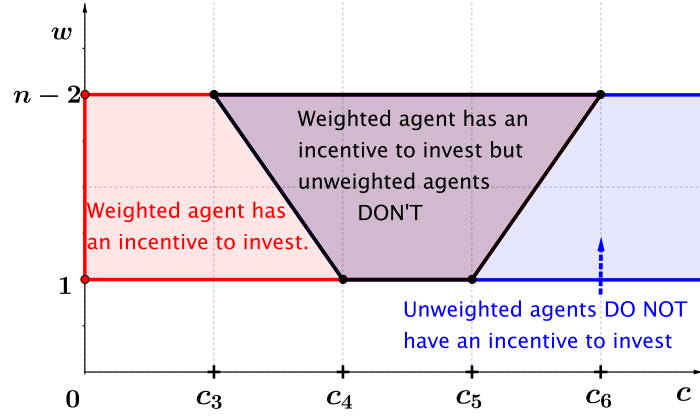 w
n − 2
Weighted agent has an
incentive to invest but
unweighted agents
DON'T
Weighted agent has
an incentive to invest.
1
Unweighted agents DO NOT
have an incentive to invest
0
c₃
c₄
c₅
c₆
c